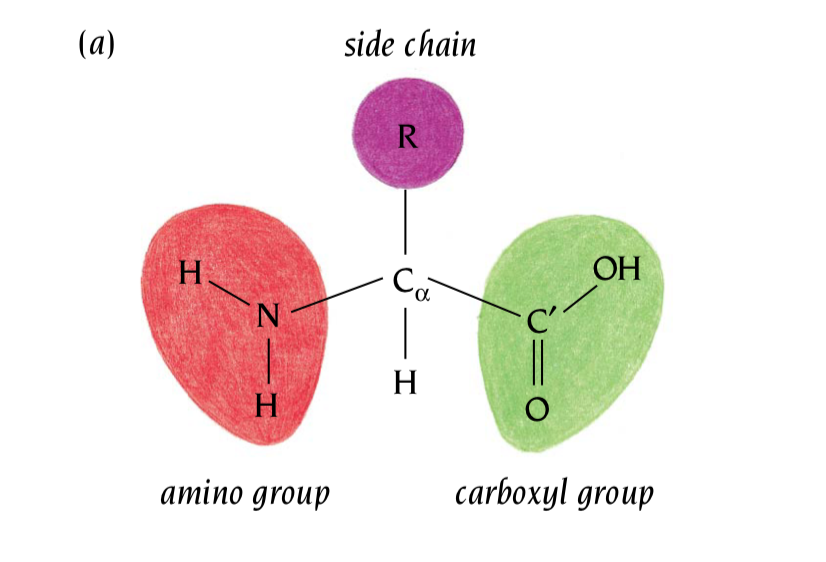 (a)
side chain
R
H
N
H
Cα
H
C′
OH
O
amino group
carboxyl group